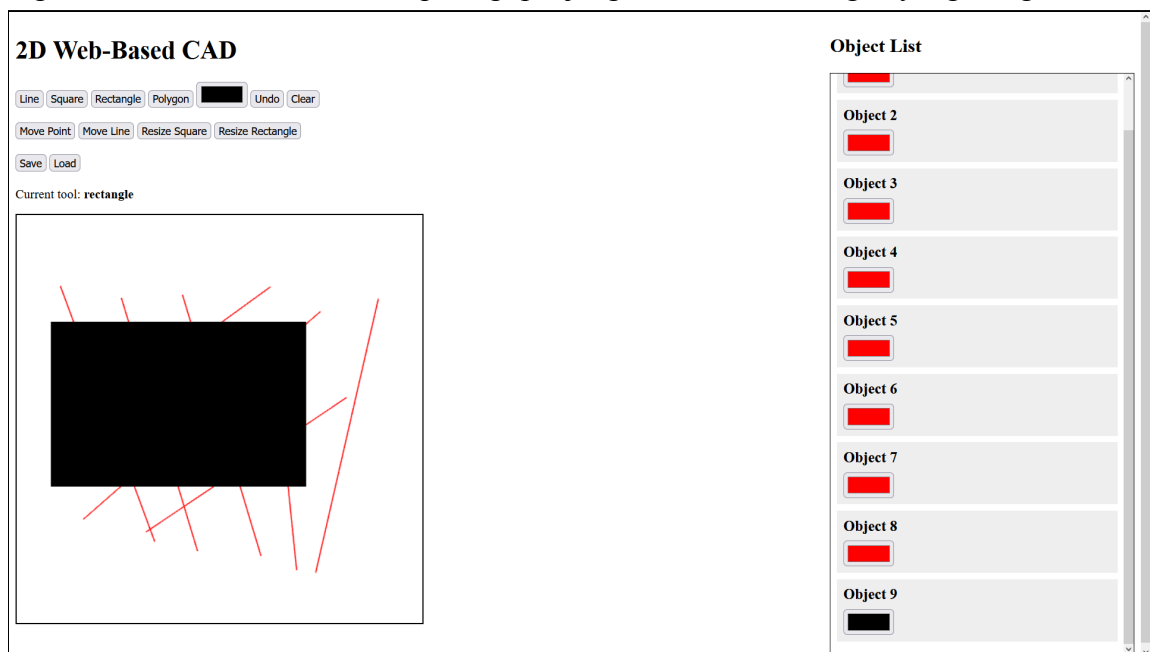 2D Web-Based CAD
Line Square Rectangle Polygon Undo Clear
Move Point Move Line Resize Square Resize Rectangle
Save Load
Current tool: rectangle
Object List
Object 2
Object 3
Object 4
Object 5
Object 6
Object 7
Object 8
Object 9